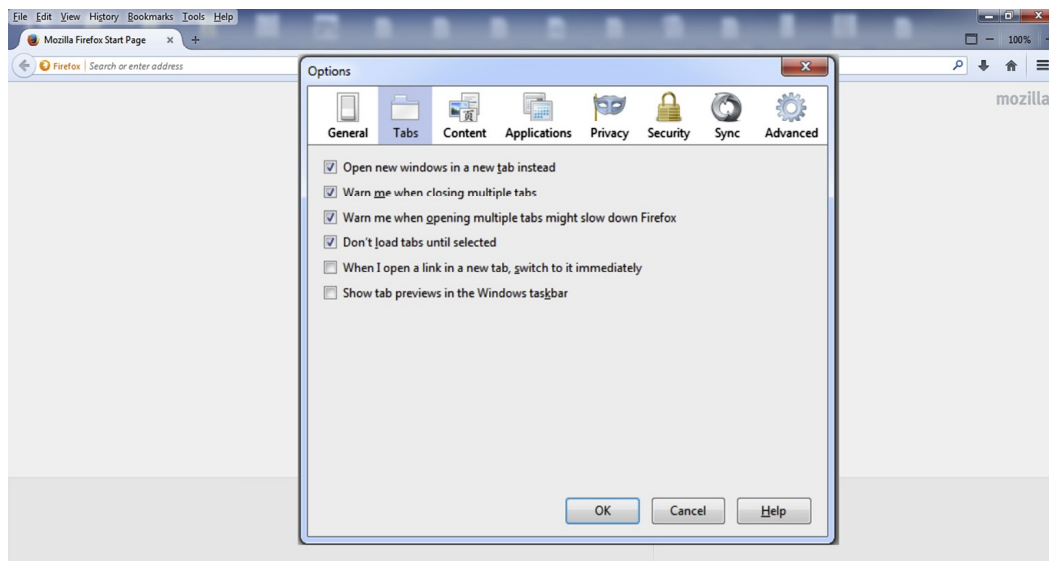 File Edit View History Bookmarks Tools Help
Mozilla Firefox Start Page × +
100%
Firefox Search or enter address
mozilla
Options
General Tabs Content Applications Privacy Security Sync Advanced
Open new windows in a new tab instead
Warn me when closing multiple tabs
Warn me when opening multiple tabs might slow down Firefox
Don't load tabs until selected
When I open a link in a new tab, switch to it immediately
Show tab previews in the Windows taskbar
OK Cancel Help